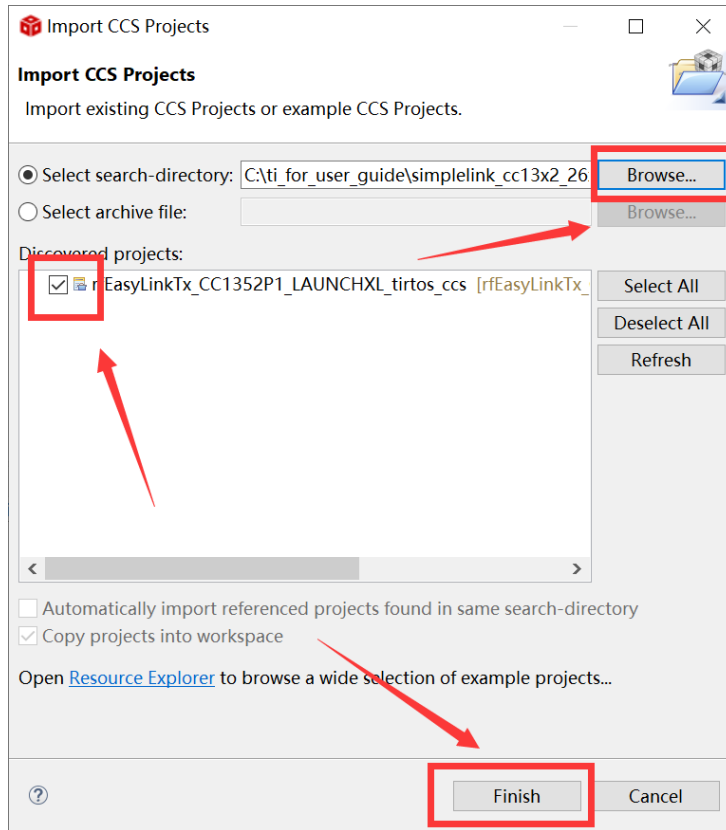 Import CCS Projects
Import CCS Projects
Import existing CCS Projects or example CCS Projects.
Select search-directory: C:\ti_for_user_guide\simplelink_cc13x2_26 Browse...
Select archive file: Browse...
Discovered projects:
rfEasyLinkTx_CC1352P1_LAUNCHXL_tirtos_ccs [rfEasyLinkTx_ Select All
Deselect All
Refresh
Automatically import referenced projects found in same search-directory
Copy projects into workspace
Open Resource Explorer to browse a wide selection of example projects...
? Finish Cancel